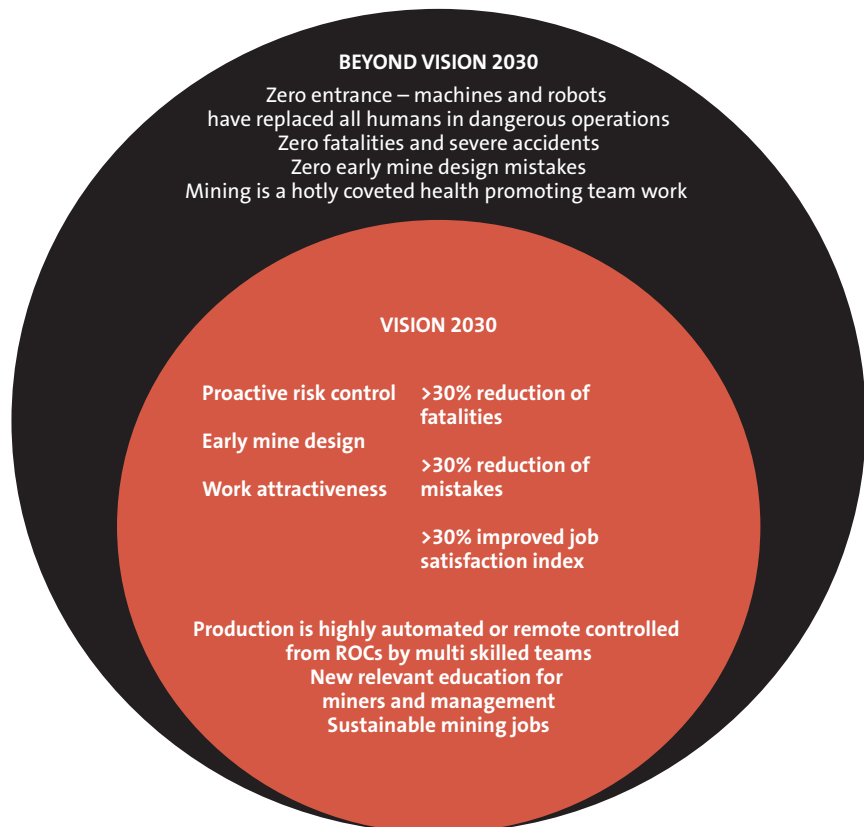 BEYOND VISION 2030
Zero entrance – machines and robots
have replaced all humans in dangerous operations
Zero fatalities and severe accidents
Zero early mine design mistakes
Mining is a hotly coveted health promoting team work
VISION 2030
Proactive risk control
Early mine design
Work attractiveness
>30% reduction of
fatalities
>30% reduction of
mistakes
>30% improved job
satisfaction index
Production is highly automated or remote controlled
from ROCs by multi skilled teams
New relevant education for
miners and management
Sustainable mining jobs